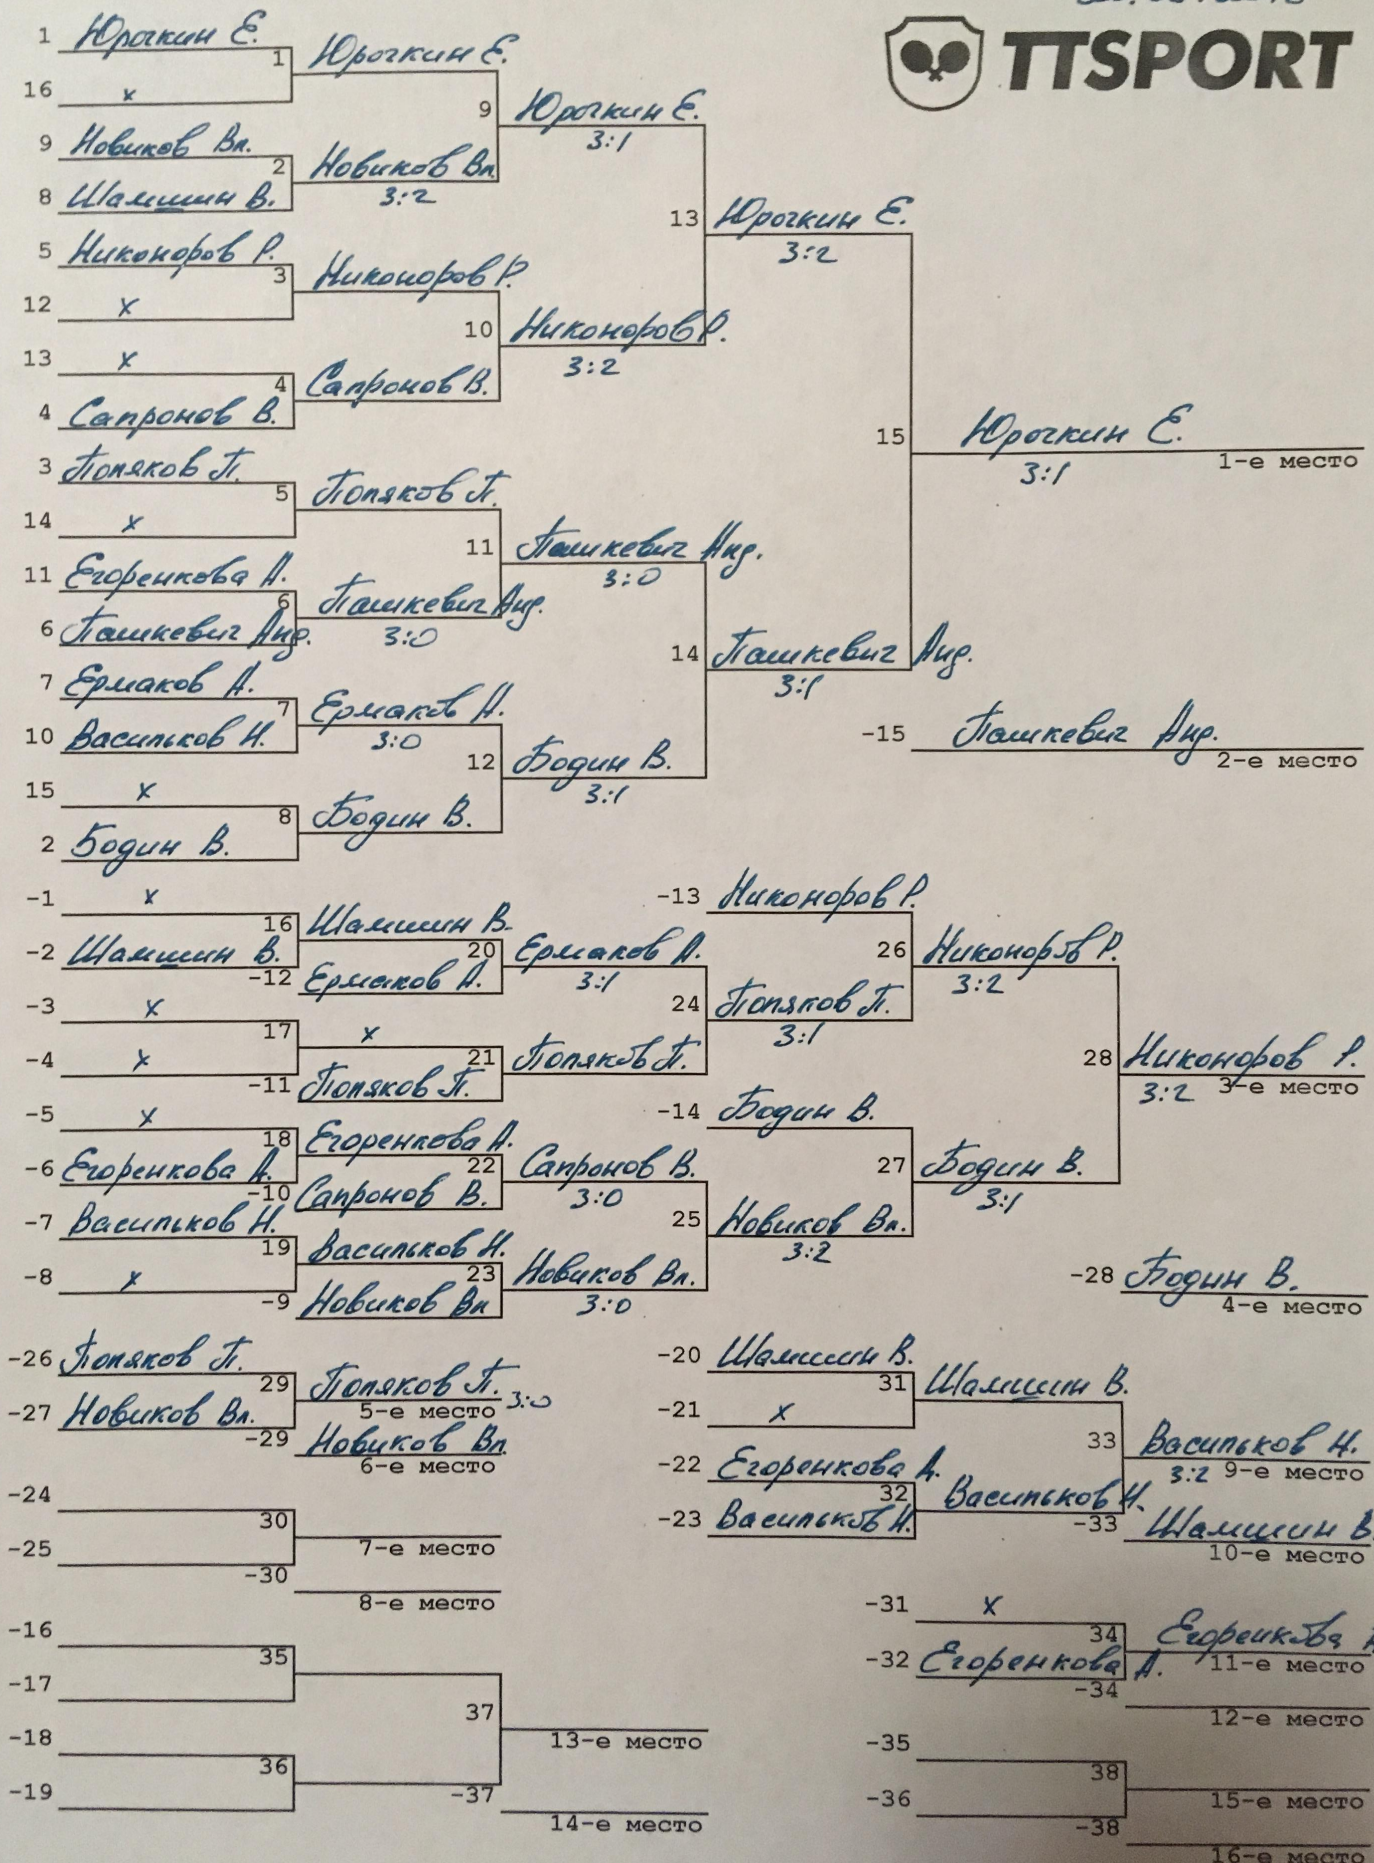 TTSPORT
1 Юрочкин Е.
1 Юрочкин Е.
16 x
9 Юрочкин Е.
3:1
9 Новиков Вл.
2 Новиков Вл.
3:2
8 Шамшин В.
13 Юрочкин Е.
3:2
5 Никоноров Р.
3 Никоноров Р.
12 x
10 Никоноров Р.
3:2
13 x
4 Сапронов В.
4 Сапронов В.
15 Юрочкин Е.
3:1 1-е место
3 Поляков П.
5 Поляков П.
14 x
11 Пашкевич Анд.
3:0
11 Егоренкова А.
6 Пашкевич Анд.
3:0
6 Пашкевич Анд.
14 Пашкевич Анд.
3:1
7 Ермаков А.
7 Ермаков А.
3:0
10 Васильков Н.
-15 Пашкевич Анд.
2-е место
12 Бодин В.
3:1
15 x
8 Бодин В.
2 Бодин В.
-1 x
16 Шамшин В.
-2 Шамшин В.
20 Ермаков А.
3:1
-12 Ермаков А.
-3 x
17 x
-4 x
21 Поляков П.
-11 Поляков П.
-5 x
18 Егоренкова А.
-6 Егоренкова А.
22 Сапронов В.
3:0
-10 Сапронов В.
-7 Васильков Н.
19 Васильков Н.
-8 x
23 Новиков Вл.
3:0
-9 Новиков Вл
-13 Никоноров Р.
26 Никоноров Р.
3:2
24 Поляков П.
3:1
28 Никоноров Р.
3:2 3-е место
-14 Бодин В.
27 Бодин В.
3:1
25 Новиков Вл.
3:2
-28 Бодин В.
4-е место
-26 Поляков П.
29 Поляков П. 3:0
5-е место
-27 Новиков Вл.
-29 Новиков Вл.
6-е место
-24
30
7-е место
-25
-30
8-е место
-20 Шамшин В.
31 Шамшин В.
-21 x
33 Васильков Н.
3:2 9-е место
-22 Егоренкова А.
32 Васильков Н.
-23 Васильков Н.
-33 Шамшин В.
10-е место
-31 x
34 Егоренкова А
11-е место
-32 Егоренкова А.
-34
12-е место
-16
35
-17
37
13-е место
-18
36
-19
-37
14-е место
-35
38
15-е место
-36
-38
16-е место